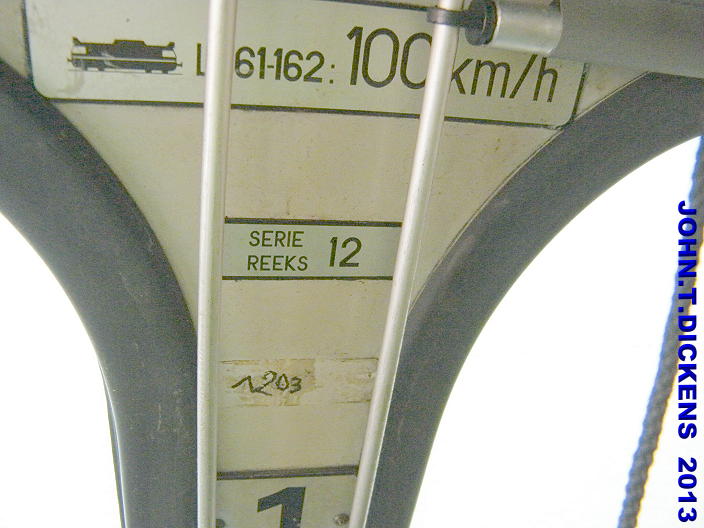 61-162: 100 km/h
SERIE 12
REEKS
1203
1
JOHN.T.DICKENS 2013